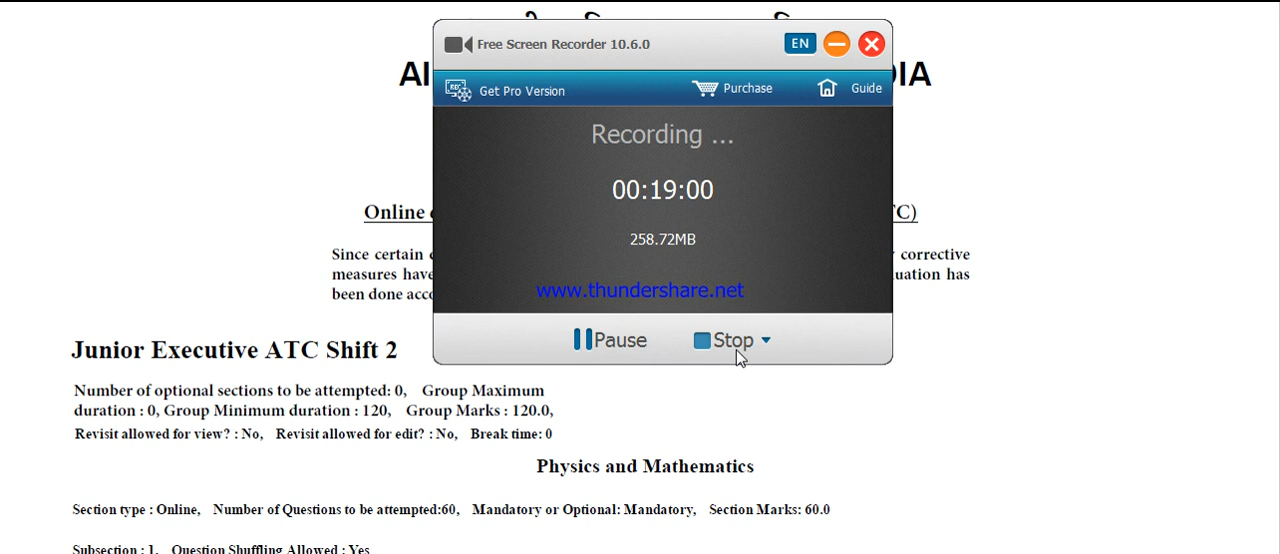 Free Screen Recorder 10.6.0
EN
AI
DIA
Get Pro Version
Purchase
Guide
Recording ...
00:19:00
Online
TC)
258.72MB
Since certain
corrective
measures have
uation has
been done acco
www.thundershare.net
Pause
Stop
Junior Executive ATC Shift 2
Number of optional sections to be attempted: 0, Group Maximum
duration : 0, Group Minimum duration : 120, Group Marks : 120.0,
Revisit allowed for view? : No, Revisit allowed for edit? : No, Break time: 0
Physics and Mathematics
Section type : Online, Number of Questions to be attempted:60, Mandatory or Optional: Mandatory, Section Marks: 60.0
Subsection : 1, Question Shuffling Allowed : Yes